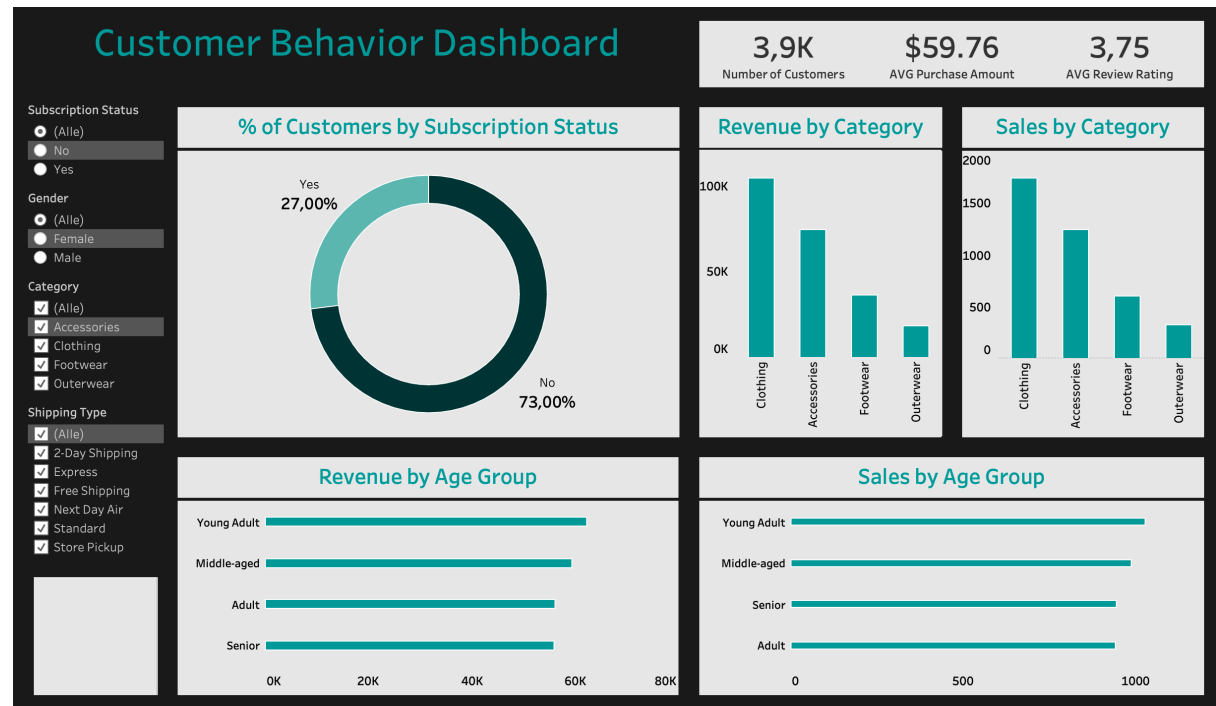 Customer Behavior Dashboard
3,9K
Number of Customers
$59.76
AVG Purchase Amount
3,75
AVG Review Rating
Subscription Status
(Alle)
No
Yes
Gender
(Alle)
Female
Male
Category
(Alle)
Accessories
Clothing
Footwear
Outerwear
Shipping Type
(Alle)
2-Day Shipping
Express
Free Shipping
Next Day Air
Standard
Store Pickup
% of Customers by Subscription Status
Yes
27,00%
No
73,00%
Revenue by Category
100K
50K
0K
Clothing
Accessories
Footwear
Outerwear
Sales by Category
2000
1500
1000
500
0
Clothing
Accessories
Footwear
Outerwear
Revenue by Age Group
Young Adult
Middle-aged
Adult
Senior
0K 20K 40K 60K 80K
Sales by Age Group
Young Adult
Middle-aged
Senior
Adult
0 500 1000